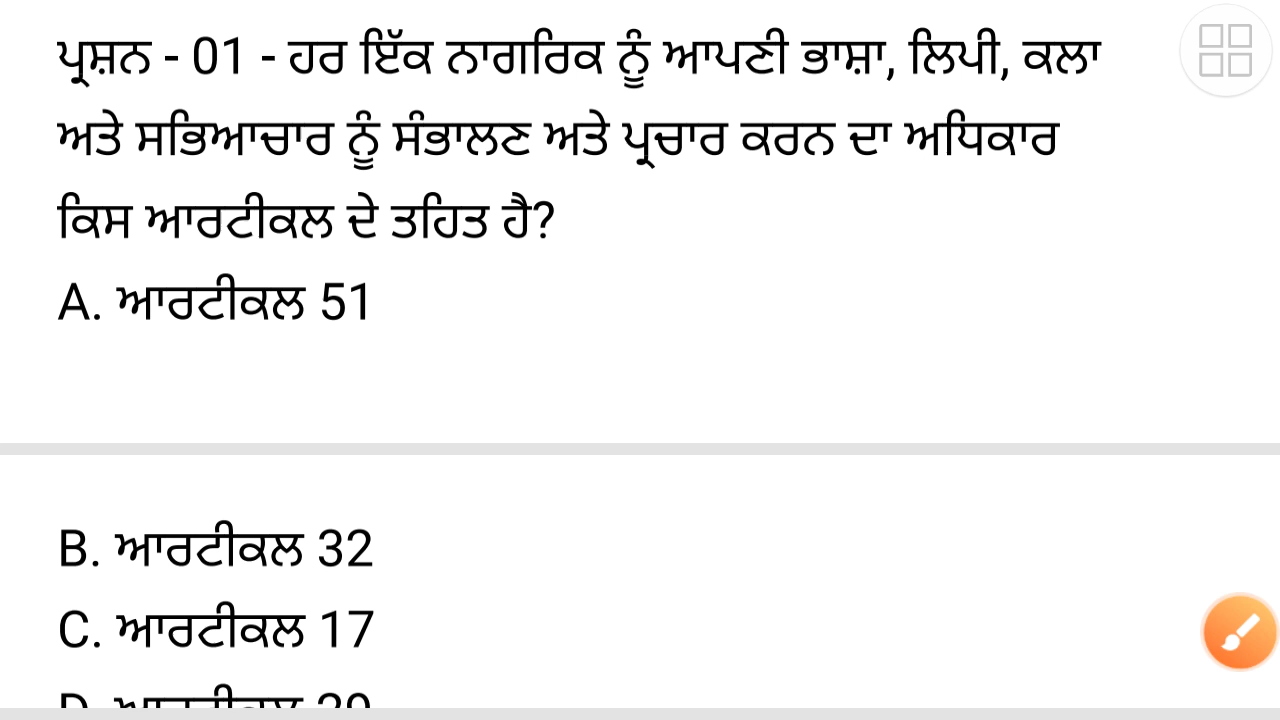 ਪ੍ਰਸ਼ਨ - 01 - ਹਰ ਇੱਕ ਨਾਗਰਿਕ ਨੂੰ ਆਪਣੀ ਭਾਸ਼ਾ, ਲਿਪੀ, ਕਲਾ
ਅਤੇ ਸਭਿਆਚਾਰ ਨੂੰ ਸੰਭਾਲਣ ਅਤੇ ਪ੍ਰਚਾਰ ਕਰਨ ਦਾ ਅਧਿਕਾਰ
ਕਿਸ ਆਰਟੀਕਲ ਦੇ ਤਹਿਤ ਹੈ?
A. ਆਰਟੀਕਲ 51
B. ਆਰਟੀਕਲ 32
C. ਆਰਟੀਕਲ 17